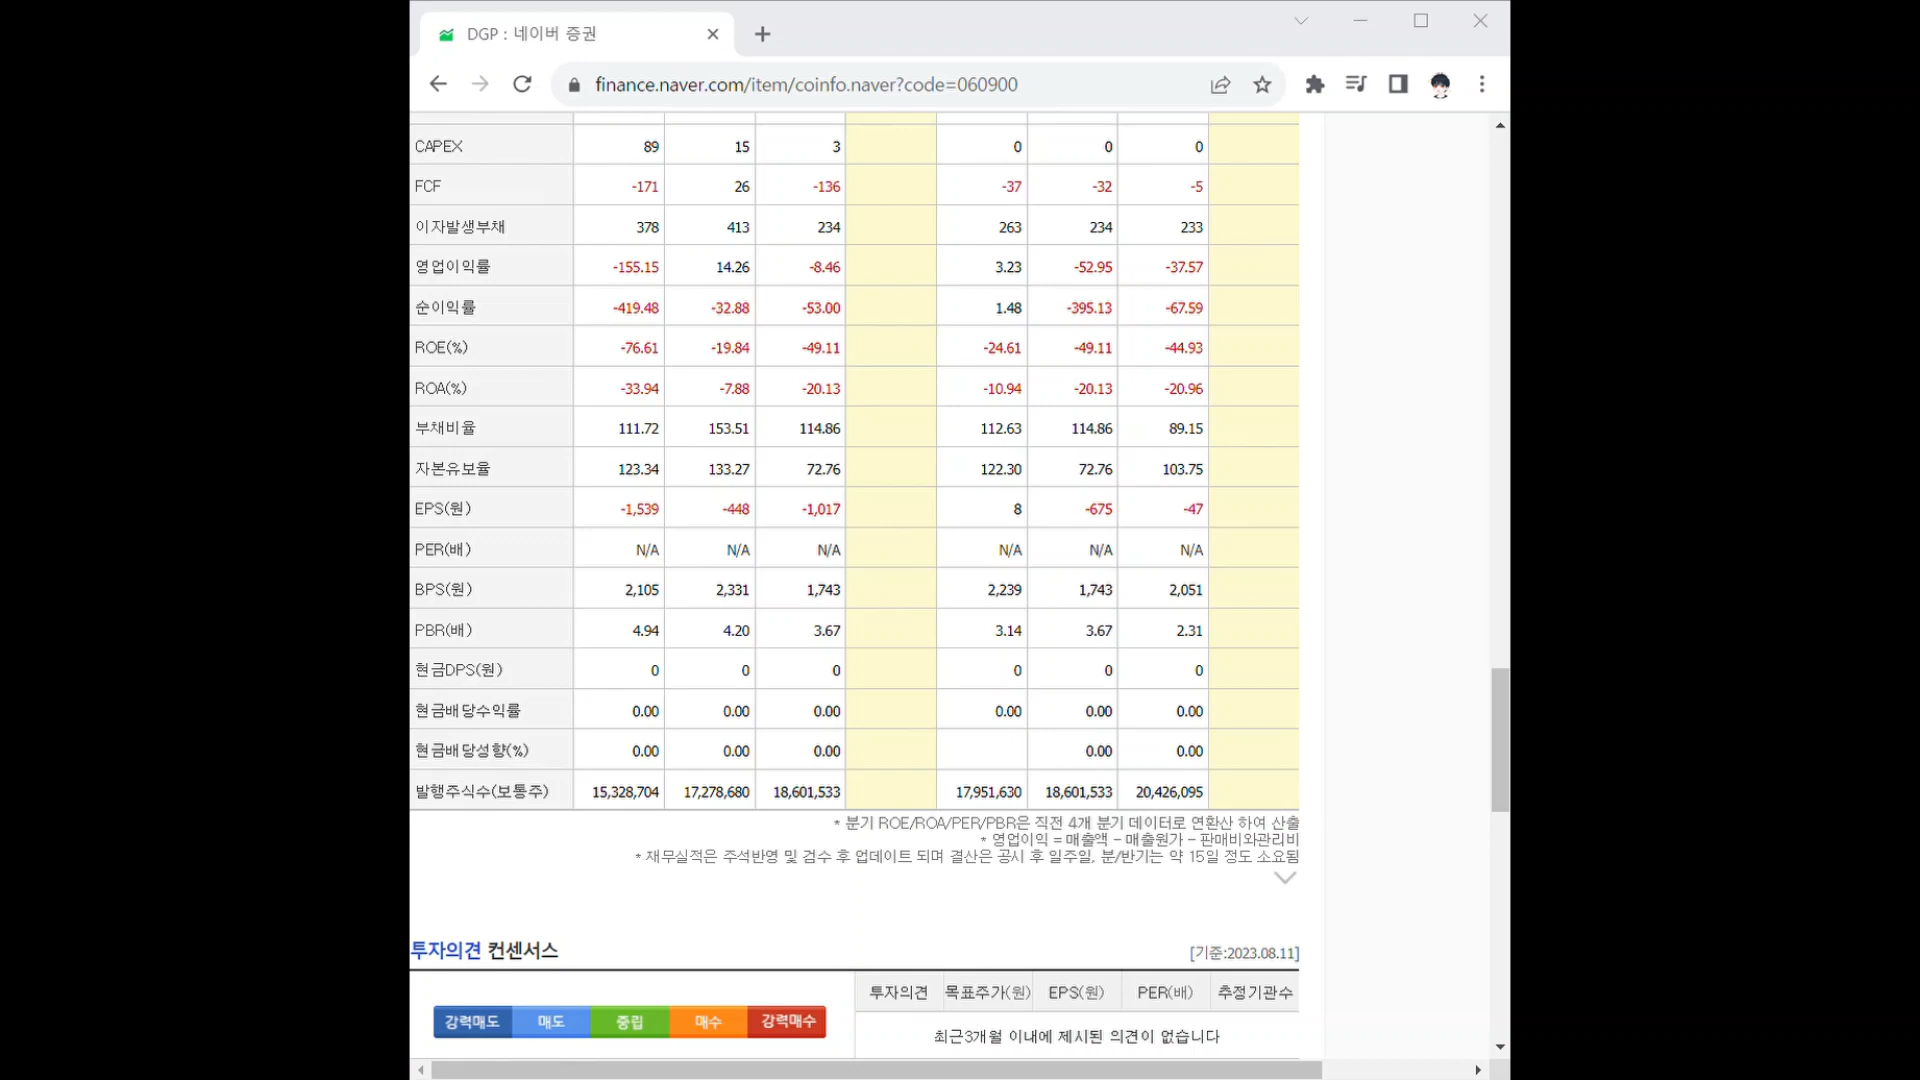 DGP : 네이버 증권
finance.naver.com/item/coinfo.naver?code=060900
CAPEX 89 15 3 0 0 0
FCF -171 26 -136 -37 -32 -5
이자발생부채 378 413 234 263 234 233
영업이익률 -155.15 14.26 -8.46 3.23 -52.95 -37.57
순이익률 -419.48 -32.88 -53.00 1.48 -395.13 -67.59
ROE(%) -76.61 -19.84 -49.11 -24.61 -49.11 -44.93
ROA(%) -33.94 -7.88 -20.13 -10.94 -20.13 -20.96
부채비율 111.72 153.51 114.86 112.63 114.86 89.15
자본유보율 123.34 133.27 72.76 122.30 72.76 103.75
EPS(원) -1,539 -448 -1,017 8 -675 -47
PER(배) N/A N/A N/A N/A N/A N/A
BPS(원) 2,105 2,331 1,743 2,239 1,743 2,051
PBR(배) 4.94 4.20 3.67 3.14 3.67 2.31
현금DPS(원) 0 0 0 0 0 0
현금배당수익률 0.00 0.00 0.00 0.00 0.00 0.00
현금배당성향(%) 0.00 0.00 0.00 0.00 0.00
발행주식수(보통주) 15,328,704 17,278,680 18,601,533 17,951,630 18,601,533 20,426,095
* 분기 ROE/ROA/PER/PBR은 직전 4개 분기 데이터로 연환산 하여 산출
* 영업이익 = 매출액 - 매출원가 - 판매비와관리비
* 재무실적은 주석반영 및 검수 후 업데이트 되며 결산은 공시 후 일주일, 분/반기는 약 15일 정도 소요됨
투자의견 컨센서스 [기준:2023.08.11]
투자의견 목표주가(원) EPS(원) PER(배) 추정기관수
강력매도 매도 중립 매수 강력매수
최근3개월 이내에 제시된 의견이 없습니다